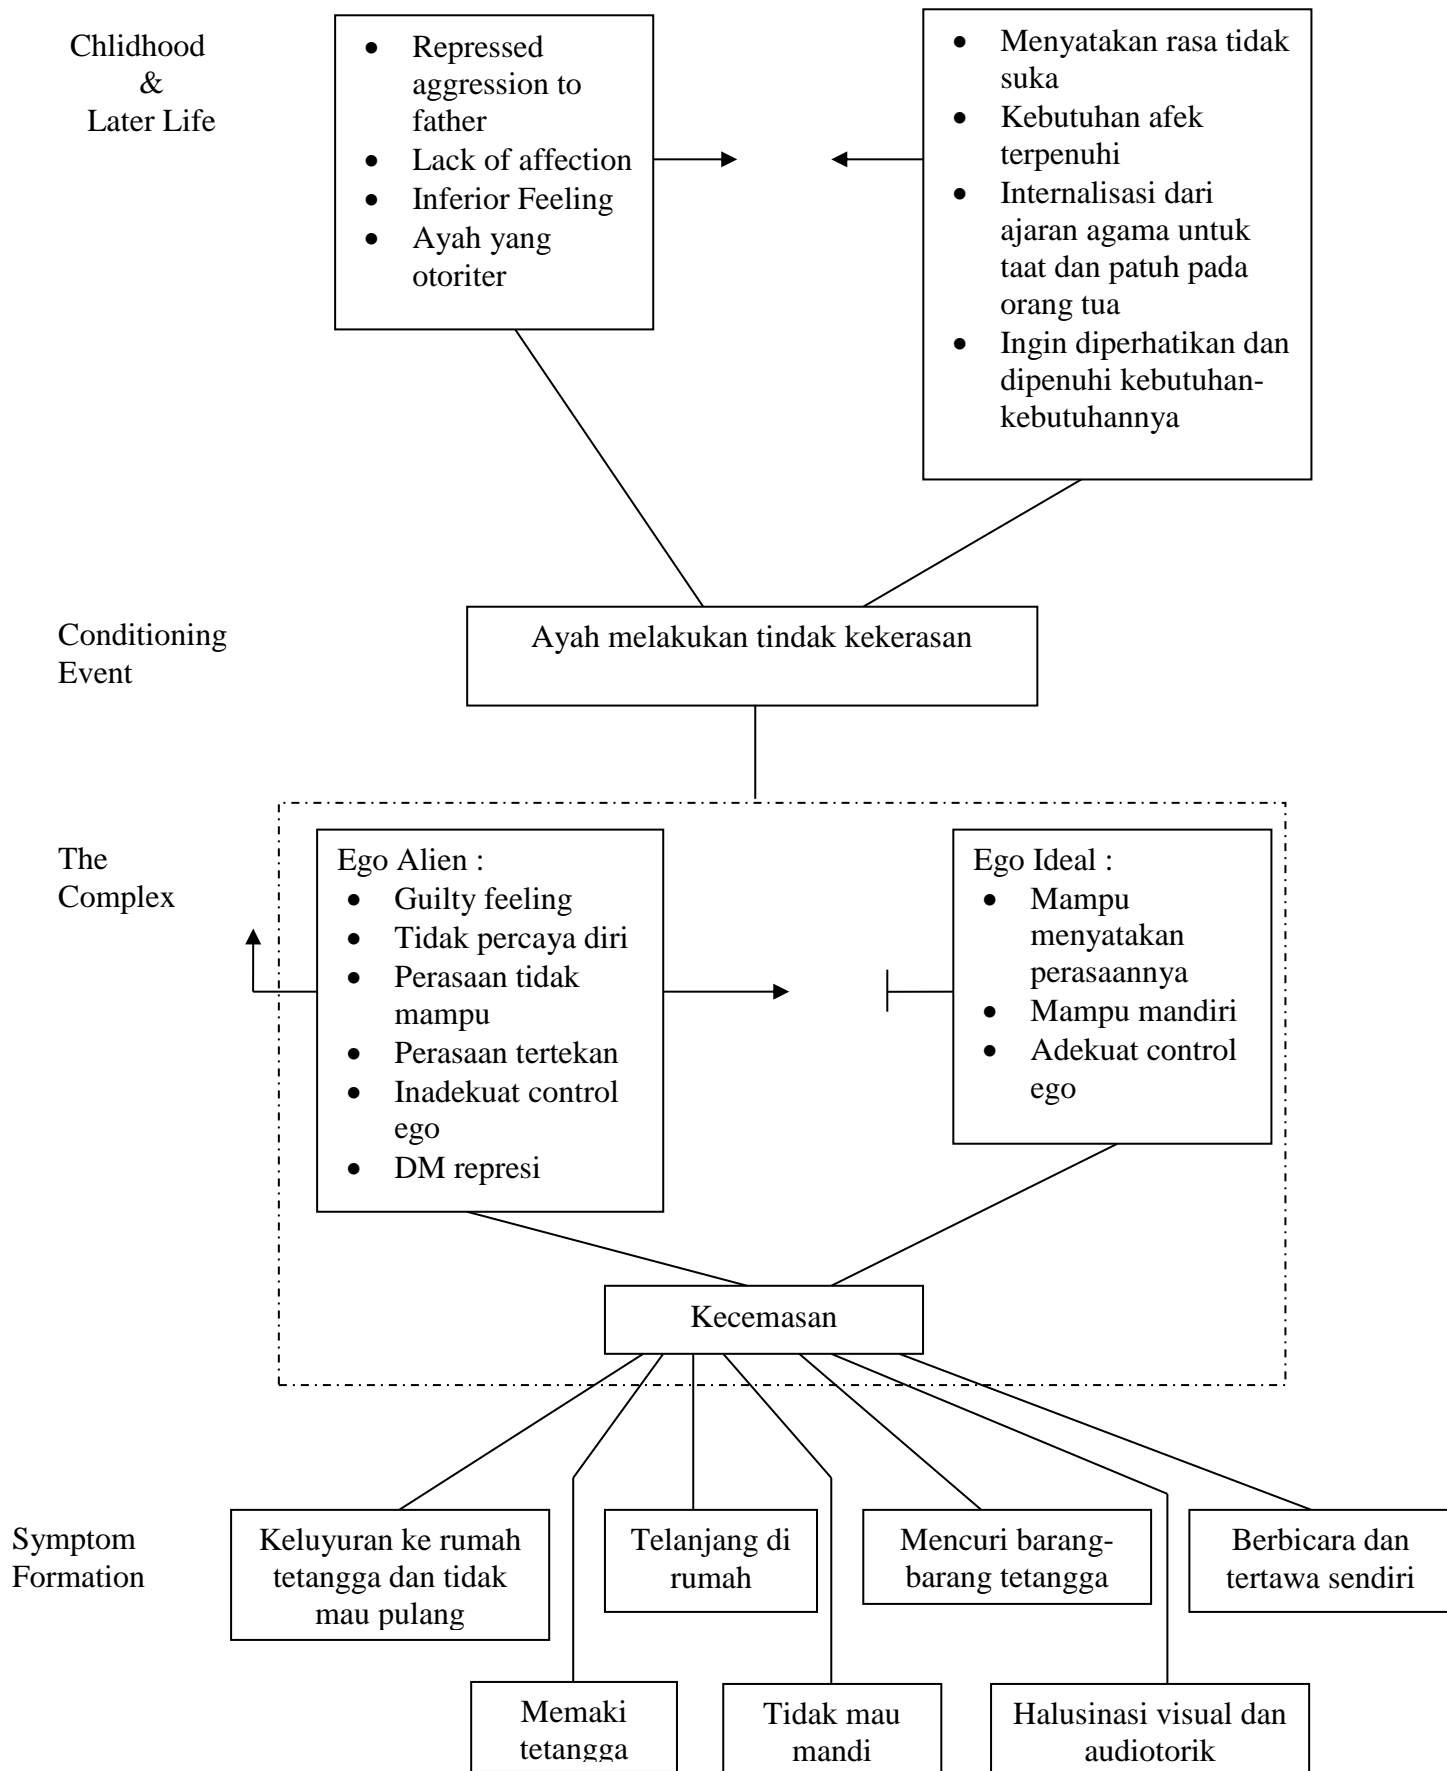 Chlidhood
&
Later Life
• Repressed
aggression to
father
• Lack of affection
• Inferior Feeling
• Ayah yang
otoriter
• Menyatakan rasa tidak
suka
• Kebutuhan afek
terpenuhi
• Internalisasi dari
ajaran agama untuk
taat dan patuh pada
orang tua
• Ingin diperhatikan dan
dipenuhi kebutuhan-
kebutuhannya
Conditioning
Event
Ayah melakukan tindak kekerasan
The
Complex
Ego Alien :
• Guilty feeling
• Tidak percaya diri
• Perasaan tidak
mampu
• Perasaan tertekan
• Inadekuat control
ego
• DM represi
Ego Ideal :
• Mampu
menyatakan
perasaannya
• Mampu mandiri
• Adekuat control
ego
Kecemasan
Symptom
Formation
Keluyuran ke rumah
tetangga dan tidak
mau pulang
Telanjang di
rumah
Mencuri barang-
barang tetangga
Berbicara dan
tertawa sendiri
Memaki
tetangga
Tidak mau
mandi
Halusinasi visual dan
audiotorik